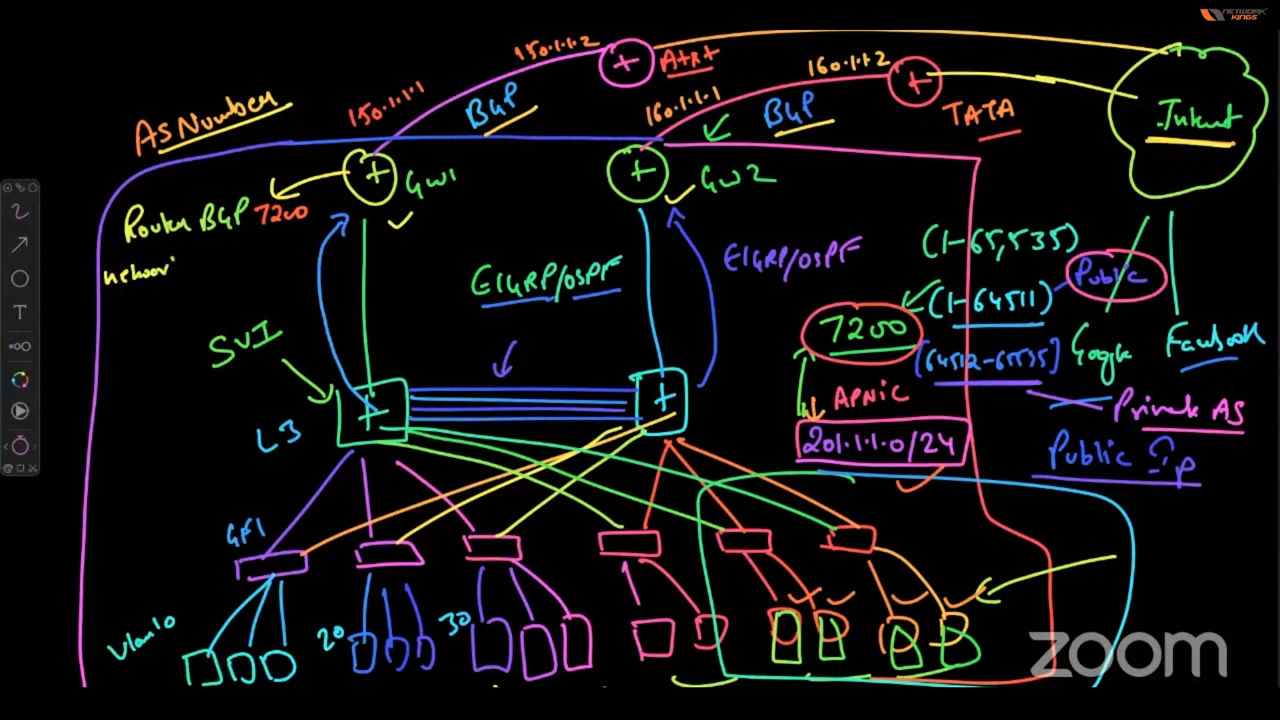 NETWORK KINGS
AS Number
150.1.1.1
150.1.1.2
At&t
BGP
160.1.1.1
160.1.1.2
BGP
TATA
GW1
GW2
Router BGP 7200
networ
EIGRP/OSPF
EIGRP/OSPF
(1-65,535)
Public
(1-64511)
7200
[64512-65535]
Google
Facebook
SVI
L3
APNIC
Private AS
201.1.1.0/24
Public Ip
GF1
Vlan10
20
30
zoom